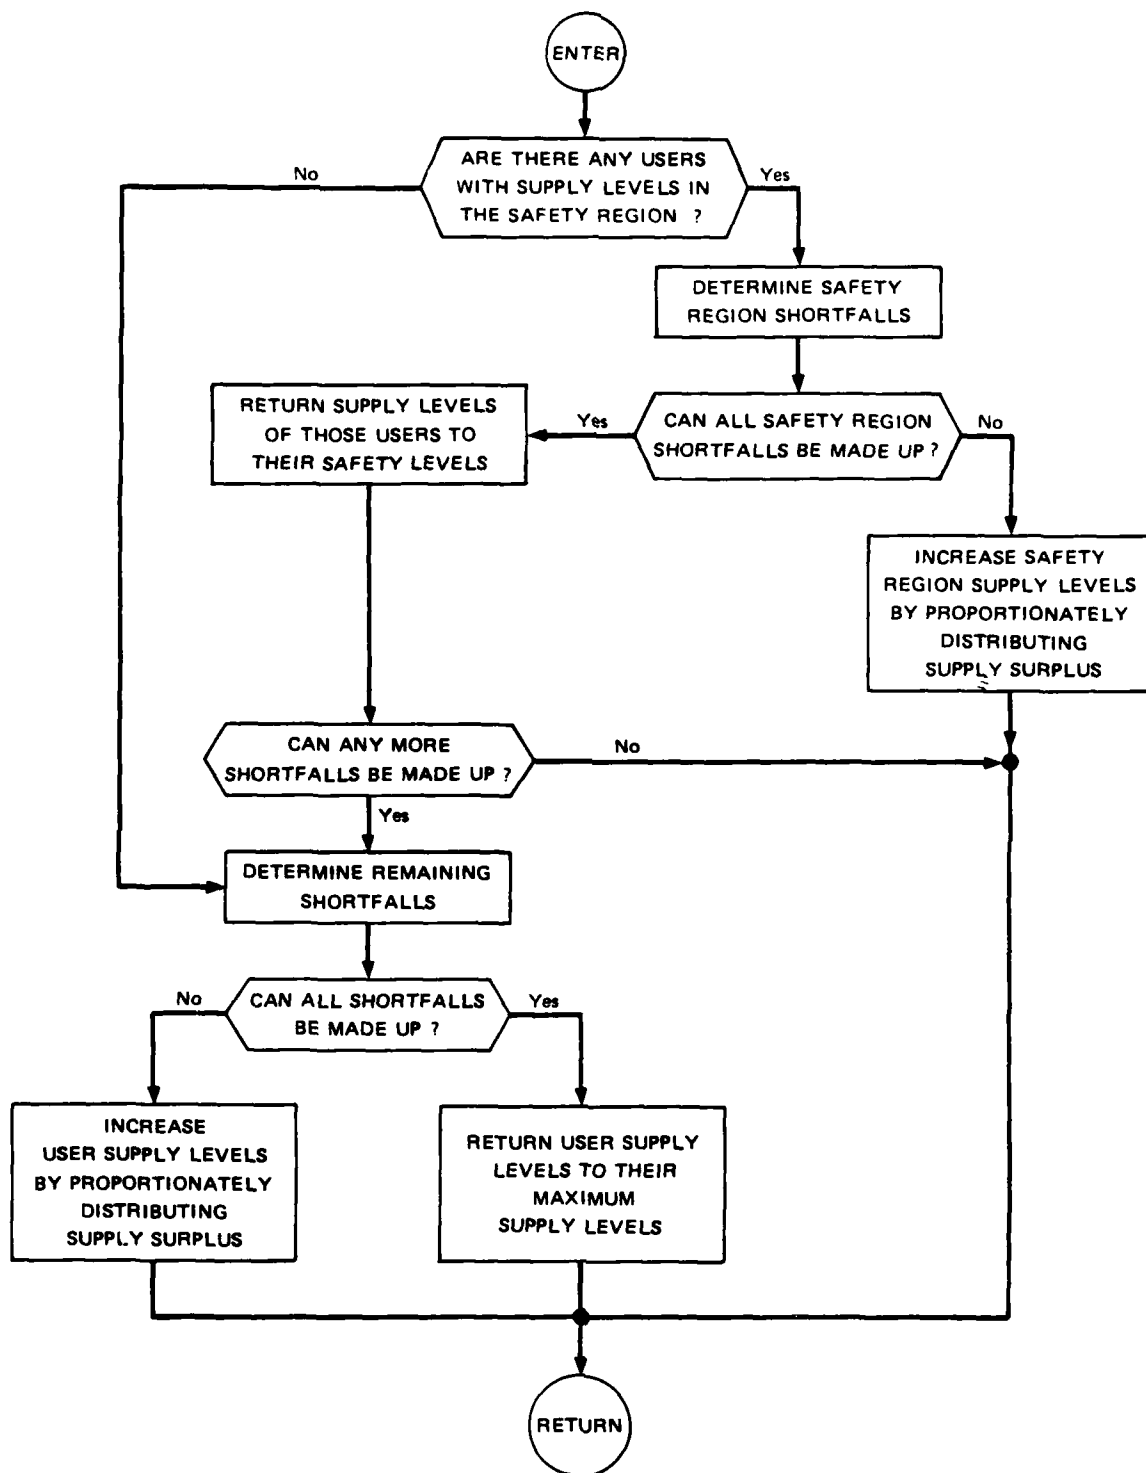 ENTER
ARE THERE ANY USERS
WITH SUPPLY LEVELS IN
THE SAFETY REGION ?
No
Yes
DETERMINE SAFETY
REGION SHORTFALLS
CAN ALL SAFETY REGION
SHORTFALLS BE MADE UP ?
Yes
No
RETURN SUPPLY LEVELS
OF THOSE USERS TO
THEIR SAFETY LEVELS
INCREASE SAFETY
REGION SUPPLY LEVELS
BY PROPORTIONATELY
DISTRIBUTING
SUPPLY SURPLUS
CAN ANY MORE
SHORTFALLS BE MADE UP ?
No
Yes
DETERMINE REMAINING
SHORTFALLS
CAN ALL SHORTFALLS
BE MADE UP ?
No
Yes
INCREASE
USER SUPPLY LEVELS
BY PROPORTIONATELY
DISTRIBUTING
SUPPLY SURPLUS
RETURN USER SUPPLY
LEVELS TO THEIR
MAXIMUM
SUPPLY LEVELS
RETURN